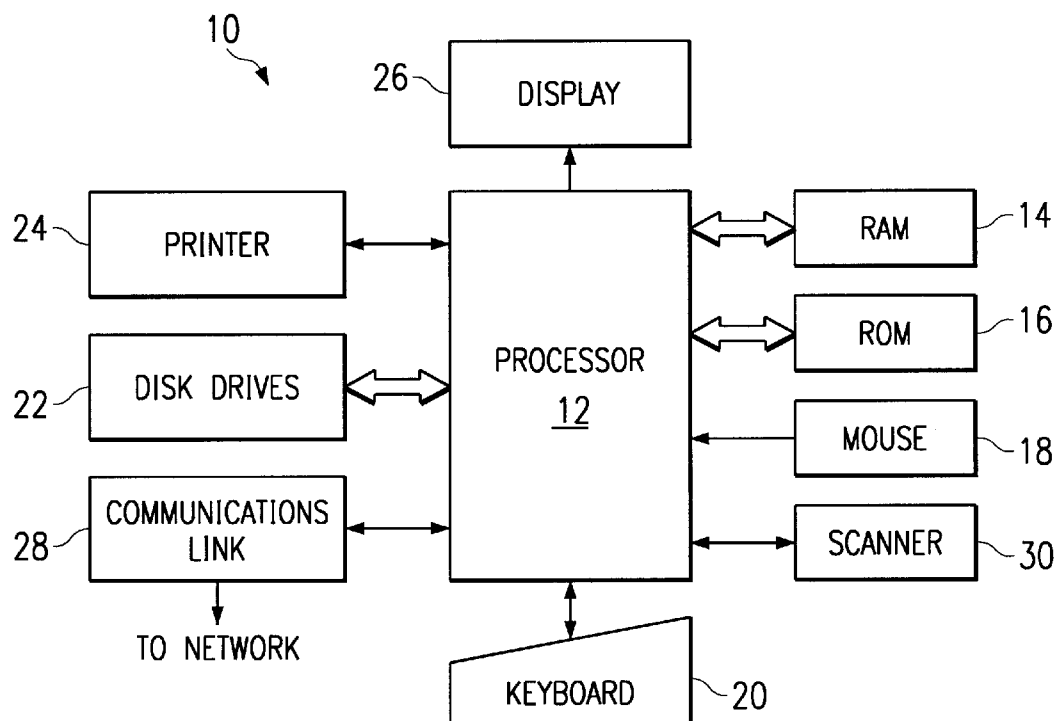 10
26
DISPLAY
24
PRINTER
RAM
14
ROM
16
PROCESSOR
12
22
DISK DRIVES
MOUSE
18
28
COMMUNICATIONS
LINK
SCANNER
30
TO NETWORK
KEYBOARD
20